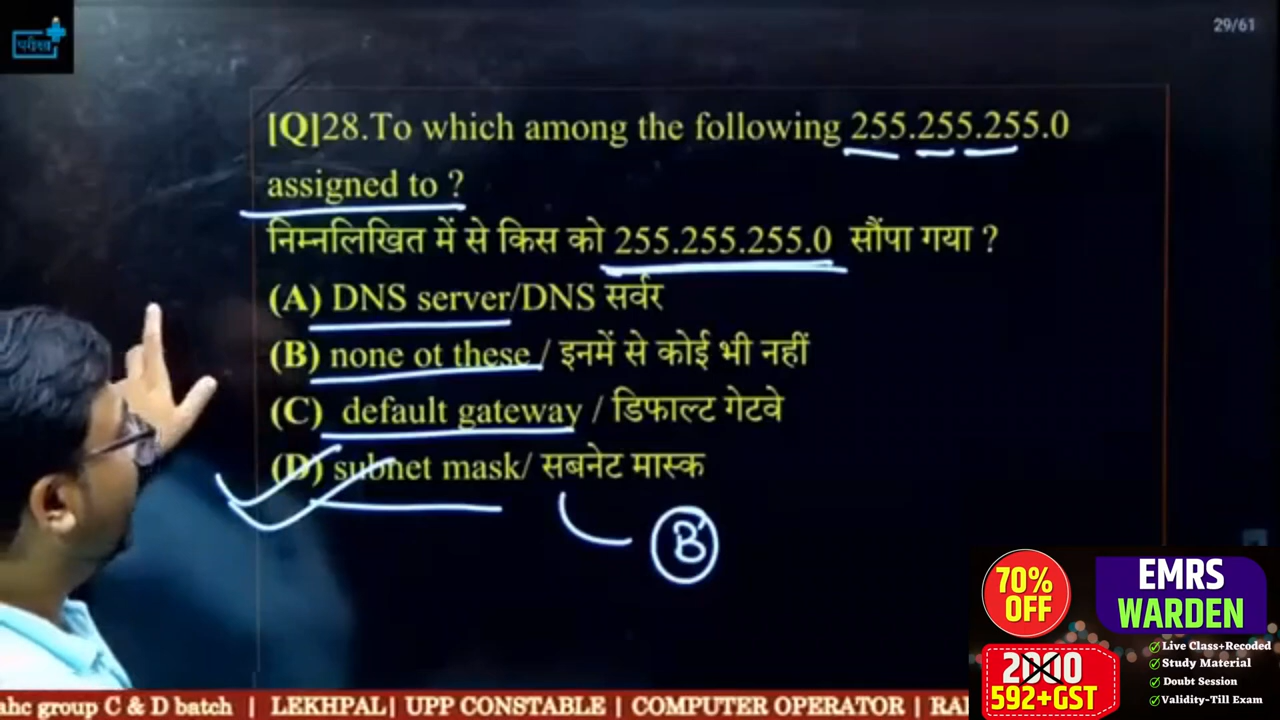 परीक्षा
29/61
[Q]28.To which among the following 255.255.255.0
assigned to ?
निम्नलिखित में से किस को 255.255.255.0 सौंपा गया ?
(A) DNS server/DNS सर्वर
(B) none ot these / इनमें से कोई भी नहीं
(C) default gateway / डिफाल्ट गेटवे
(D) subnet mask/ सबनेट मास्क
B
70%
OFF
EMRS
WARDEN
2000
592+GST
Live Class+Recoded
Study Material
Doubt Session
Validity-Till Exam
ahc group C & D batch | LEKHPAL| UPP CONSTABLE | COMPUTER OPERATOR |